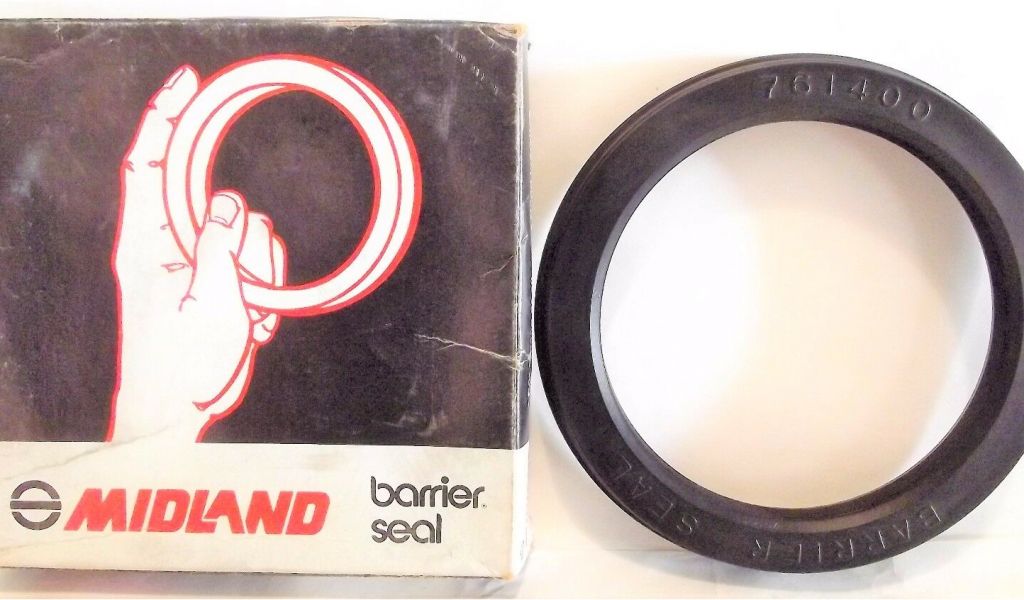 MIDLAND
barrier®
seal
761400
BARRIER SEAL